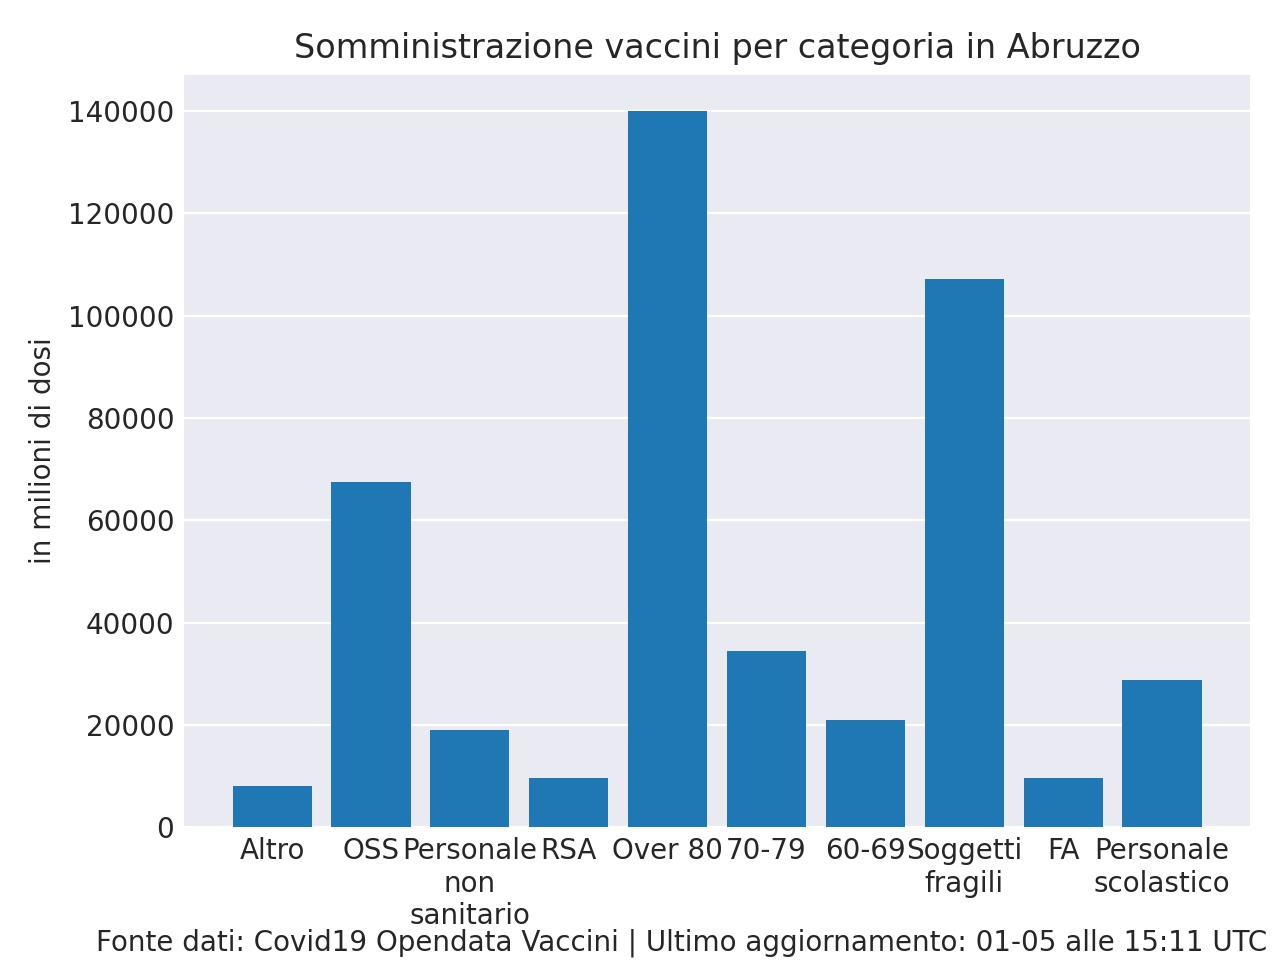 Somministrazione vaccini per categoria in Abruzzo
in milioni di dosi
140000
120000
100000
80000
60000
40000
20000
0
Altro
OSS
Personale
non
sanitario
RSA
Over 80
70-79
60-69
Soggetti
fragili
FA
Personale
scolastico
Fonte dati: Covid19 Opendata Vaccini | Ultimo aggiornamento: 01-05 alle 15:11 UTC